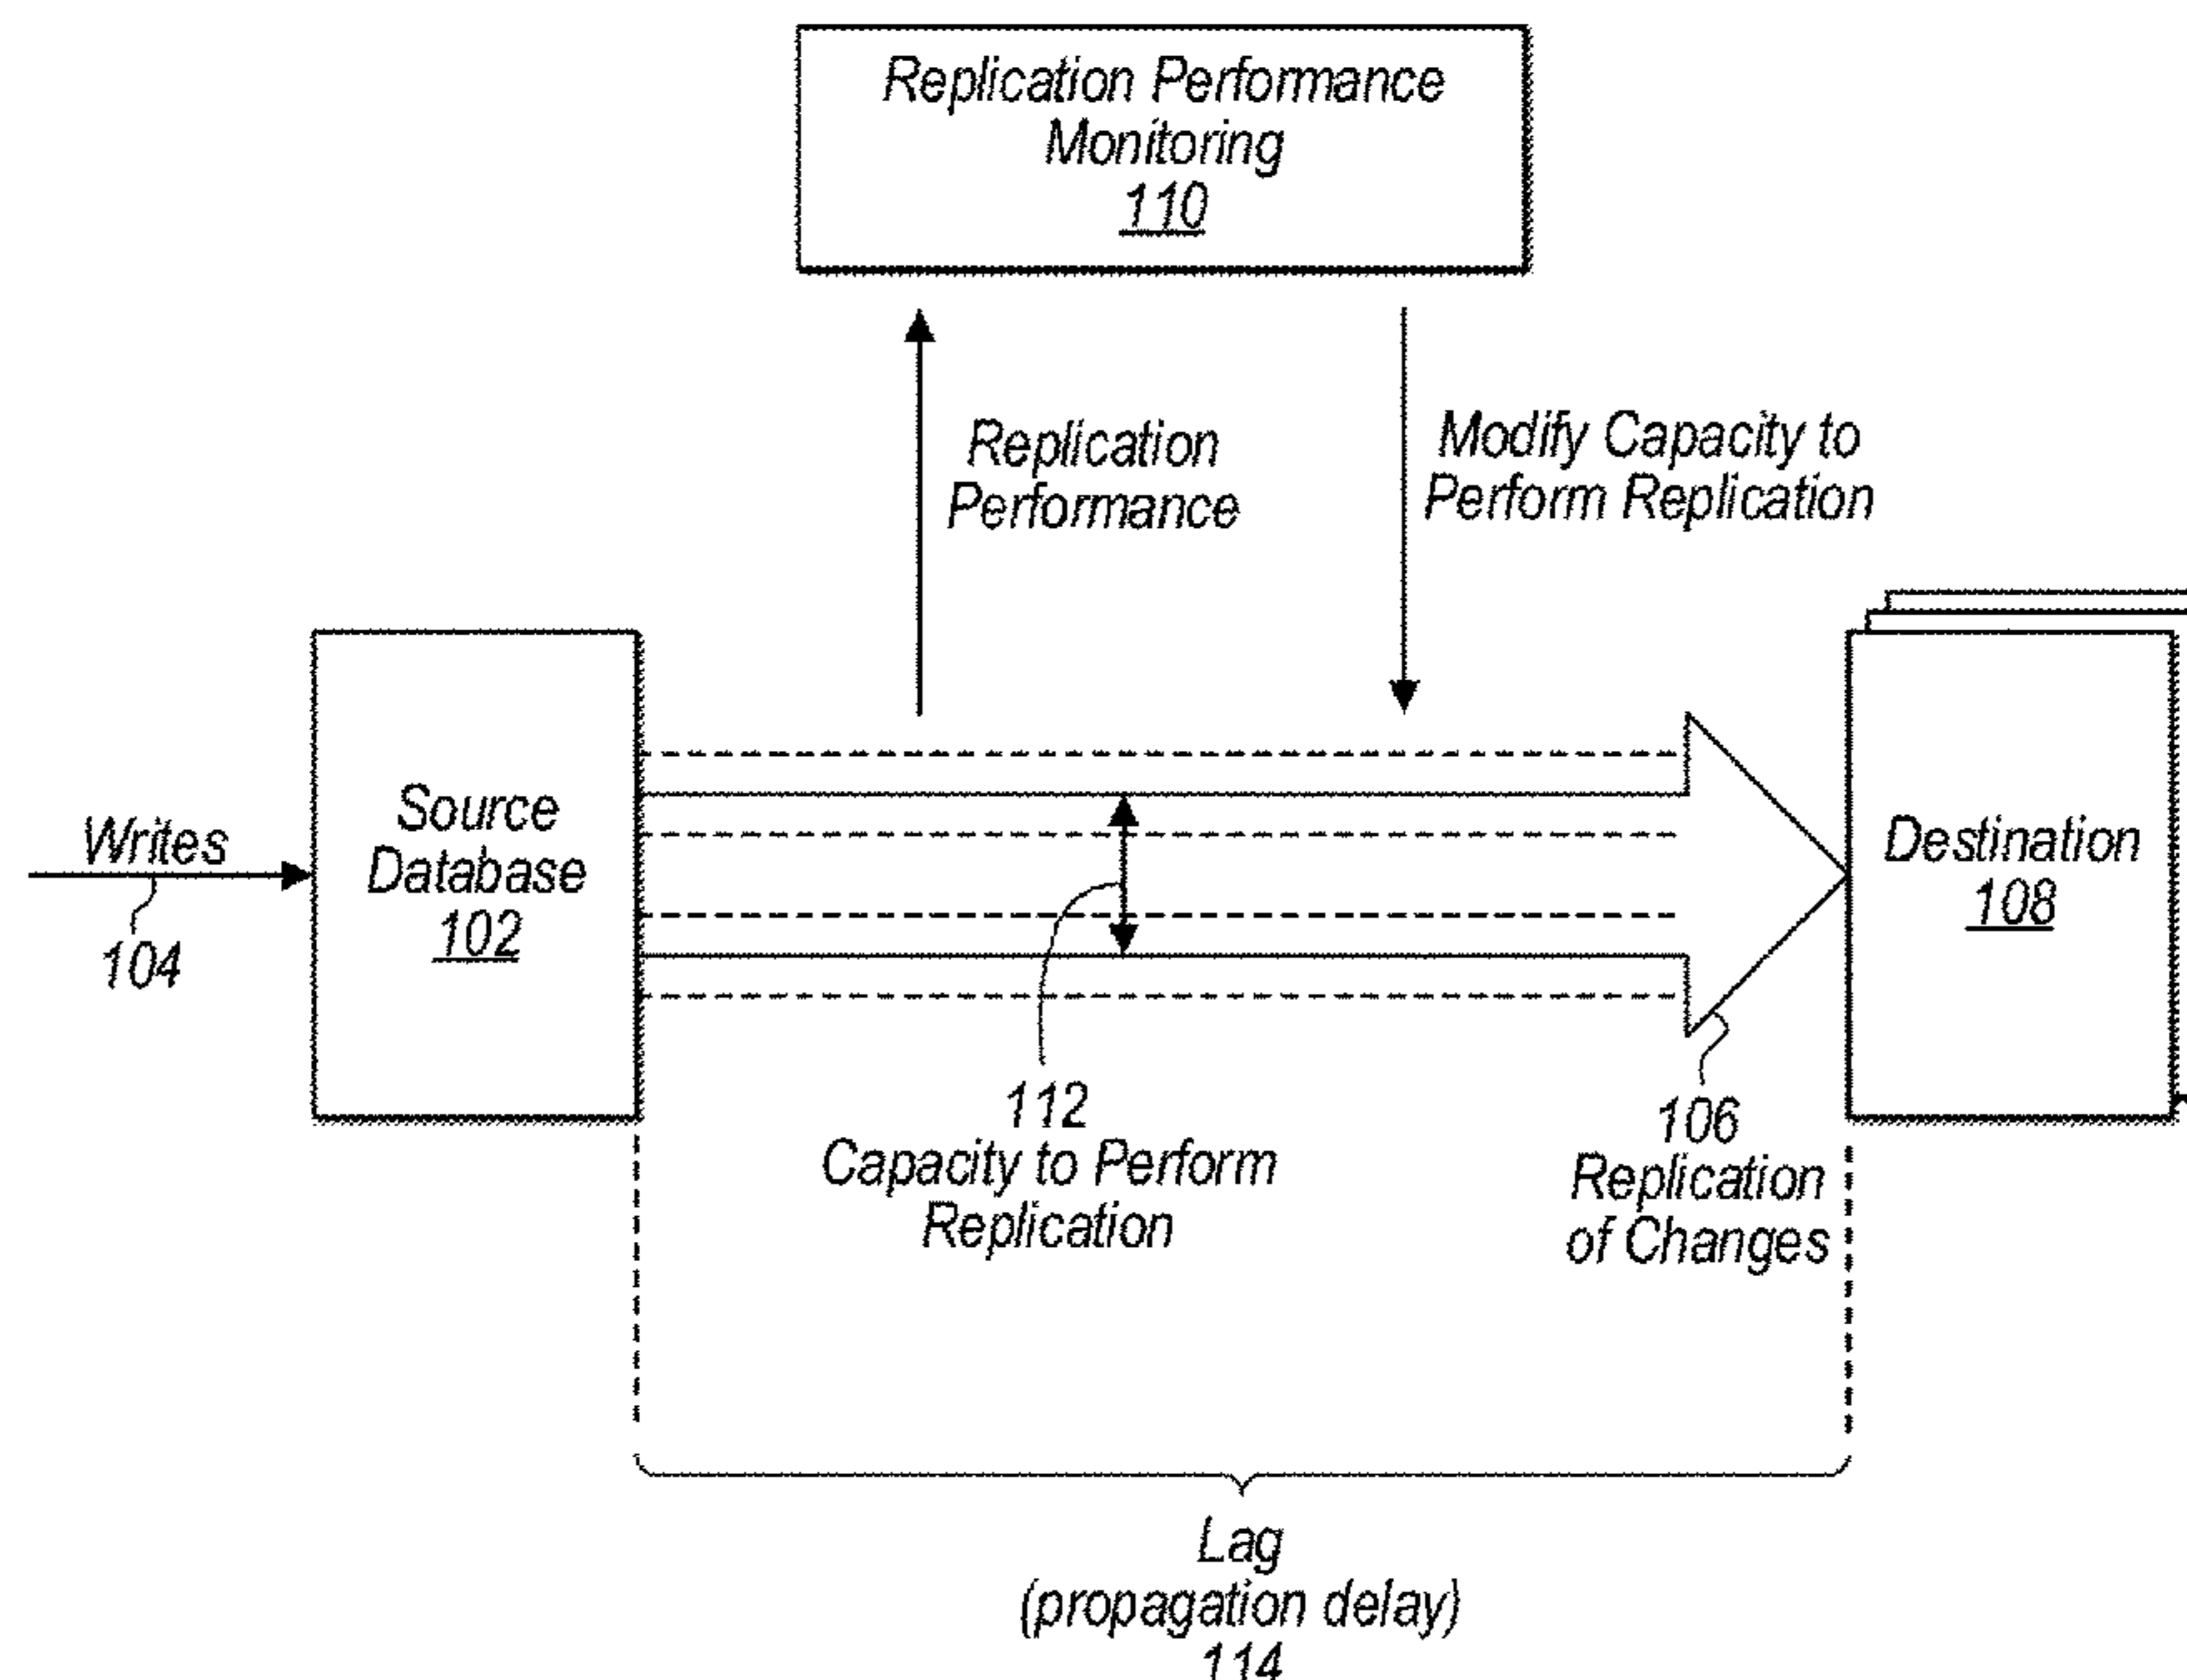 Replication Performance
Monitoring
110
Replication
Performance
Modify Capacity to
Perform Replication
Writes
104
Source
Database
102
Destination
108
112
Capacity to Perform
Replication
106
Replication
of Changes
Lag
(propagation delay)
114